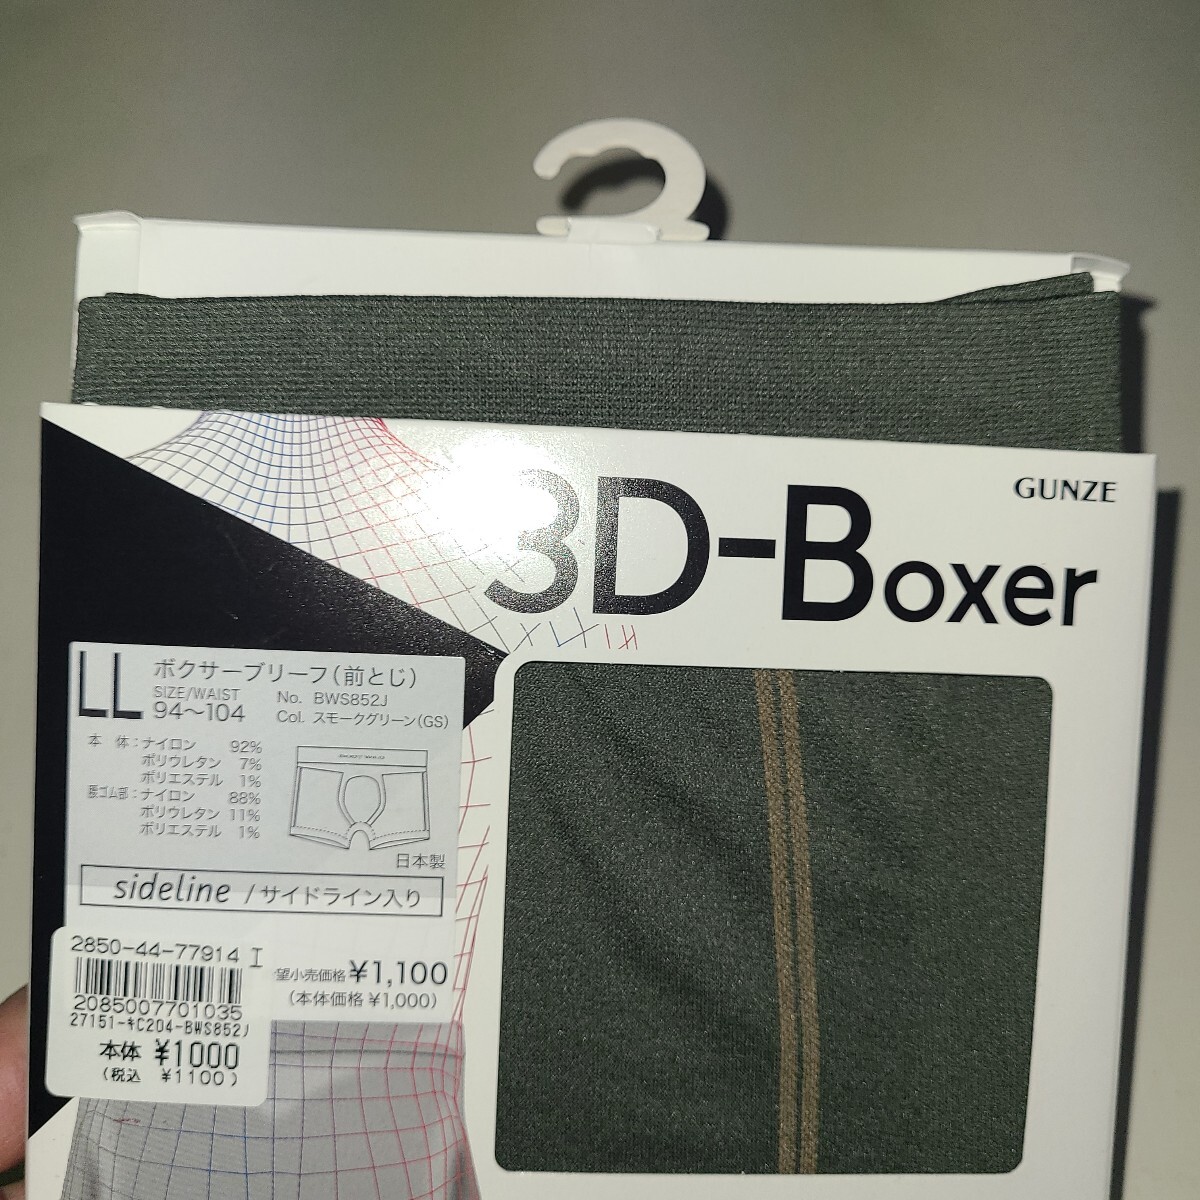 GUNZE
3D-Boxer
LL
ボクサーブリーフ(前とじ)
SIZE/WAIST
94〜104
No. BWS852J
Col. スモークグリーン(GS)
本 体:ナイロン 92%
ポリウレタン 7%
ポリエステル 1%
腰ゴム部:ナイロン 88%
ポリウレタン 11%
ポリエステル 1%
日本製
sideline / サイドライン入り
望小売価格 ¥1,100
(本体価格 ¥1,000)
2850-44-77914 I
2085007701035
27151-ｷC204-BWS852J
本体 ¥1000
(税込 ¥1100)